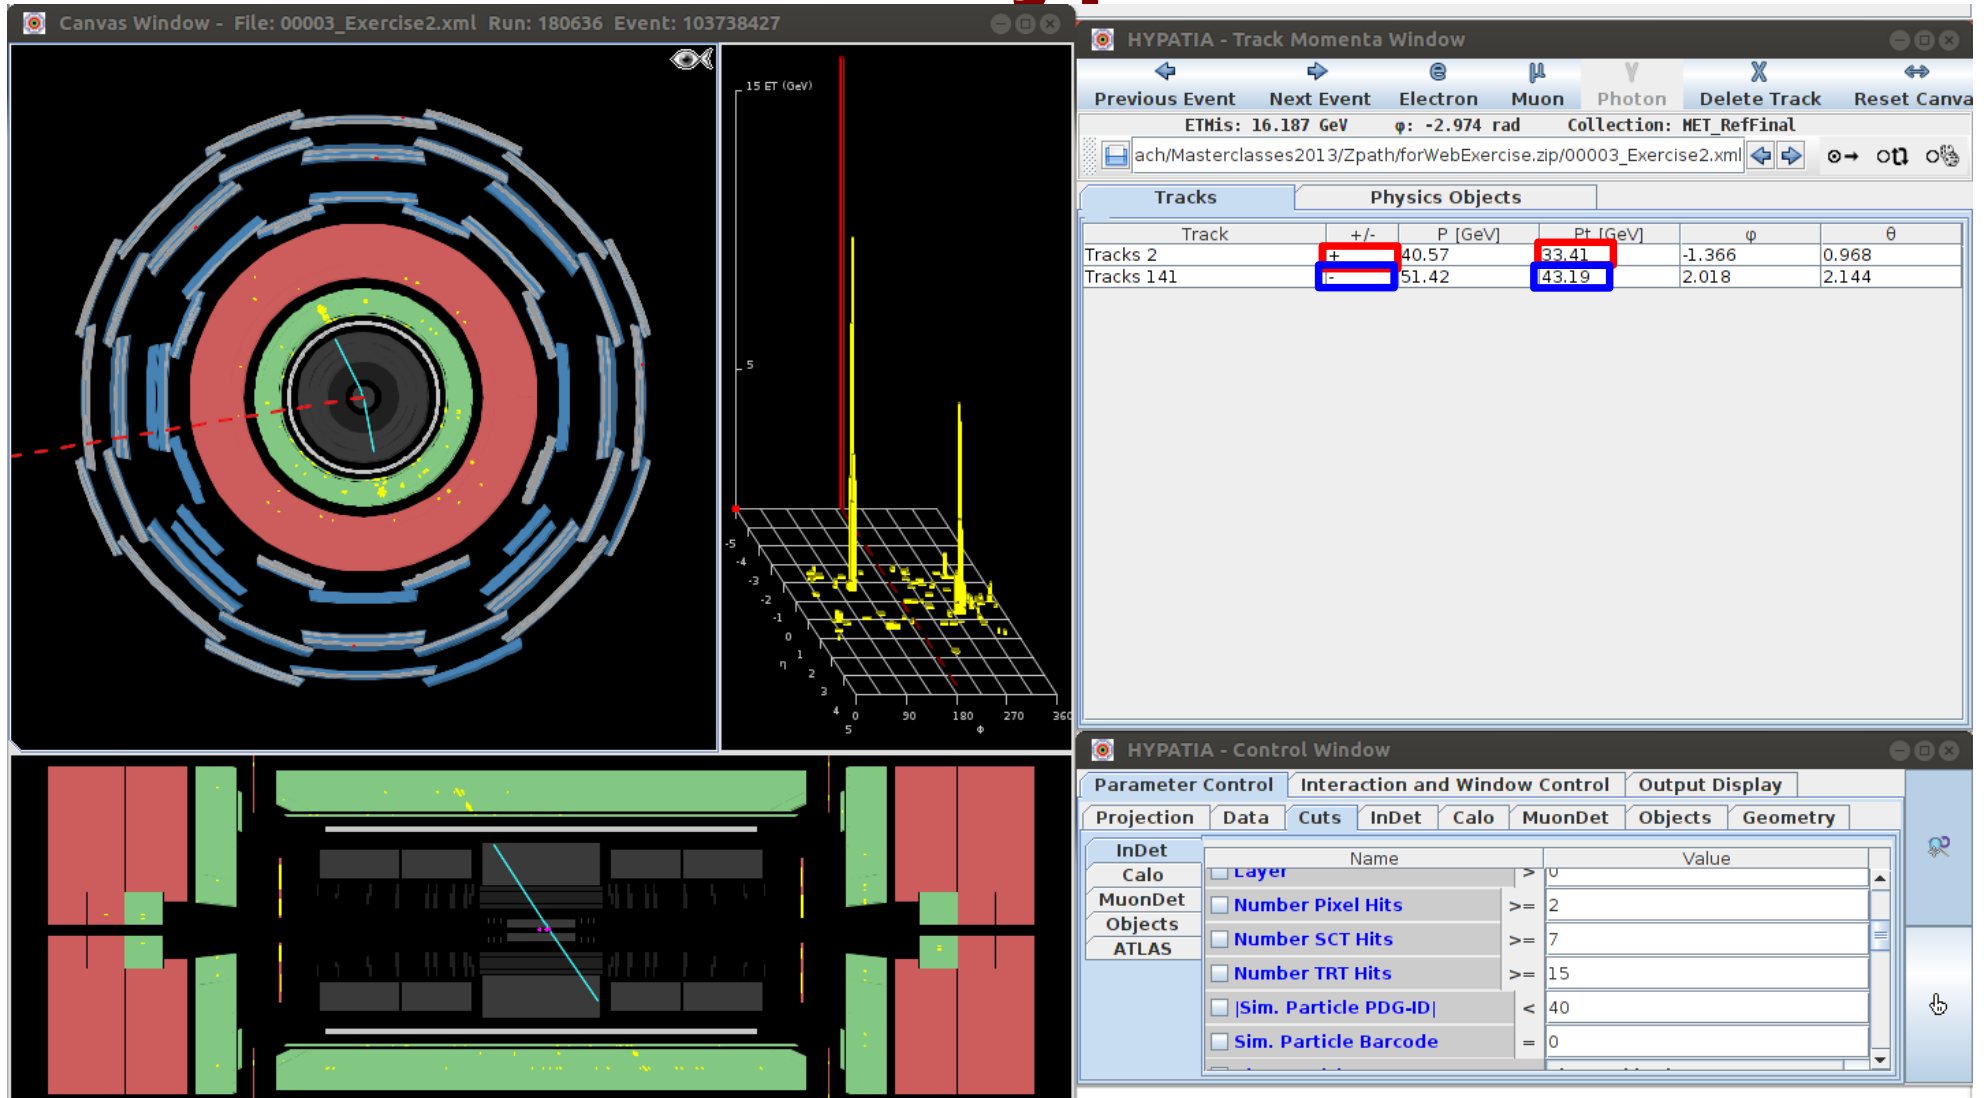 Canvas Window - File: 00003_Exercise2.xml Run: 180636 Event: 103738427
15 ET (GeV)
5
-5
-4
-3
-2
-1
0
1
2
3
4
5
η
0 90 180 270 360
Φ
HYPATIA - Track Momenta Window
Previous Event Next Event Electron Muon Photon Delete Track Reset Canva
ETMis: 16.187 GeV φ: -2.974 rad Collection: MET_RefFinal
ach/Masterclasses2013/Zpath/forWebExercise.zip/00003_Exercise2.xml
Tracks Physics Objects
Track +/- P [GeV] Pt [GeV] φ θ
Tracks 2 + 40.57 33.41 -1.366 0.968
Tracks 141 - 51.42 43.19 2.018 2.144
HYPATIA - Control Window
Parameter Control Interaction and Window Control Output Display
Projection Data Cuts InDet Calo MuonDet Objects Geometry
InDet
Calo
MuonDet
Objects
ATLAS
Name Value
Layer > 0
Number Pixel Hits >= 2
Number SCT Hits >= 7
Number TRT Hits >= 15
|Sim. Particle PDG-ID| < 40
Sim. Particle Barcode = 0